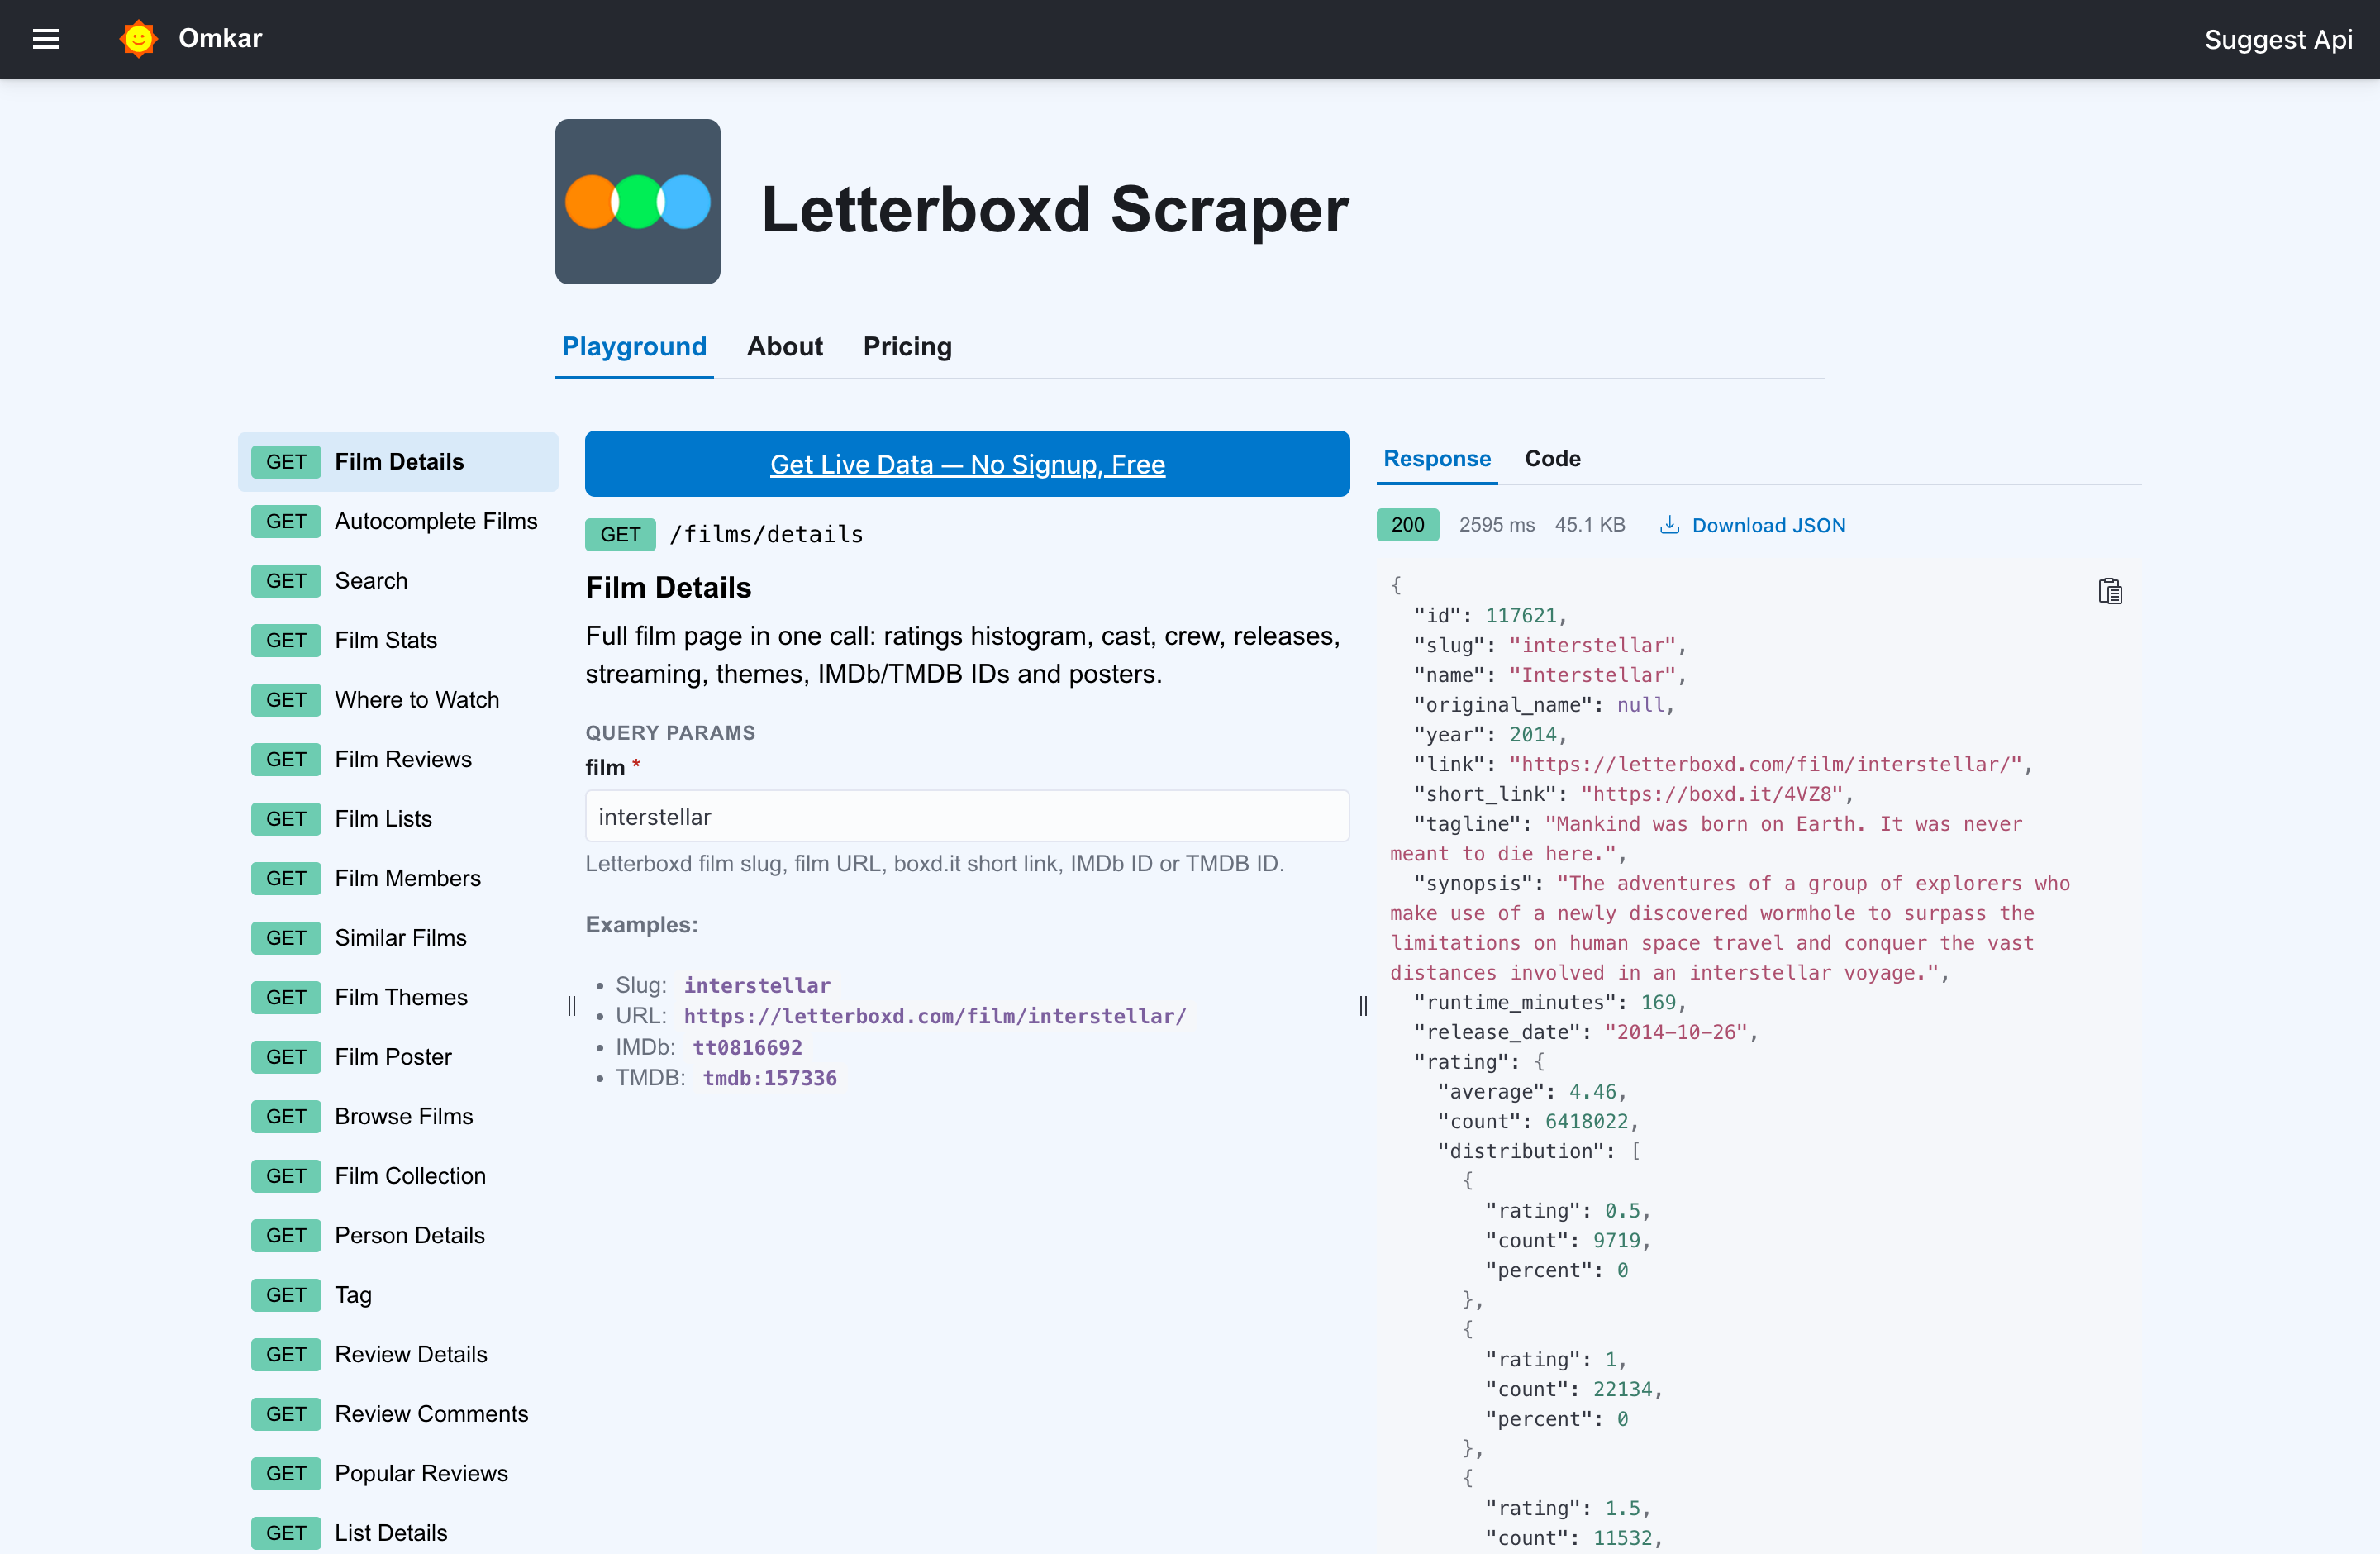 Omkar
Suggest Api
Letterboxd Scraper
Playground
About
Pricing
GET Film Details
GET Autocomplete Films
GET Search
GET Film Stats
GET Where to Watch
GET Film Reviews
GET Film Lists
GET Film Members
GET Similar Films
GET Film Themes
GET Film Poster
GET Browse Films
GET Film Collection
GET Person Details
GET Tag
GET Review Details
GET Review Comments
GET Popular Reviews
GET List Details
Get Live Data — No Signup, Free
GET /films/details
Film Details
Full film page in one call: ratings histogram, cast, crew, releases,
streaming, themes, IMDb/TMDB IDs and posters.
QUERY PARAMS
film *
interstellar
Letterboxd film slug, film URL, boxd.it short link, IMDb ID or TMDB ID.
Examples:
• Slug: interstellar
• URL: https://letterboxd.com/film/interstellar/
• IMDb: tt0816692
• TMDB: tmdb:157336
Response
Code
200 2595 ms 45.1 KB Download JSON
{
"id": 117621,
"slug": "interstellar",
"name": "Interstellar",
"original_name": null,
"year": 2014,
"link": "https://letterboxd.com/film/interstellar/",
"short_link": "https://boxd.it/4VZ8",
"tagline": "Mankind was born on Earth. It was never
meant to die here.",
"synopsis": "The adventures of a group of explorers who
make use of a newly discovered wormhole to surpass the
limitations on human space travel and conquer the vast
distances involved in an interstellar voyage.",
"runtime_minutes": 169,
"release_date": "2014-10-26",
"rating": {
"average": 4.46,
"count": 6418022,
"distribution": [
{
"rating": 0.5,
"count": 9719,
"percent": 0
},
{
"rating": 1,
"count": 22134,
"percent": 0
},
{
"rating": 1.5,
"count": 11532,